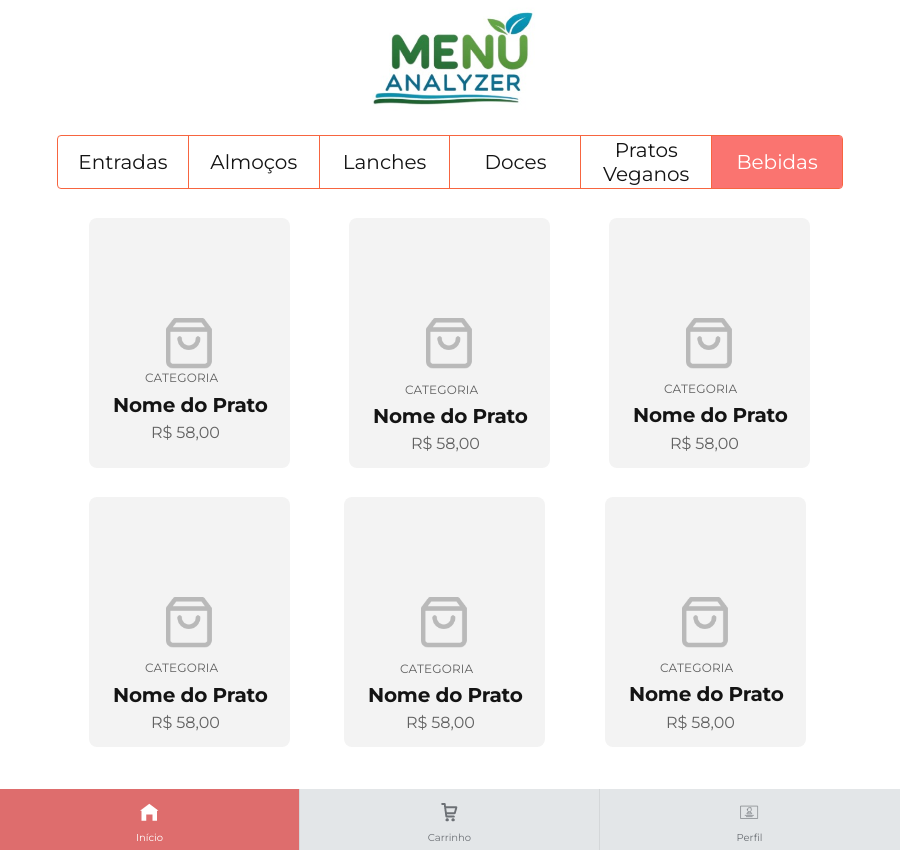 MENU
ANALYZER
Entradas
Almoços
Lanches
Doces
Pratos
Veganos
Bebidas
CATEGORIA
Nome do Prato
R$ 58,00
CATEGORIA
Nome do Prato
R$ 58,00
CATEGORIA
Nome do Prato
R$ 58,00
CATEGORIA
Nome do Prato
R$ 58,00
CATEGORIA
Nome do Prato
R$ 58,00
CATEGORIA
Nome do Prato
R$ 58,00
Início
Carrinho
Perfil